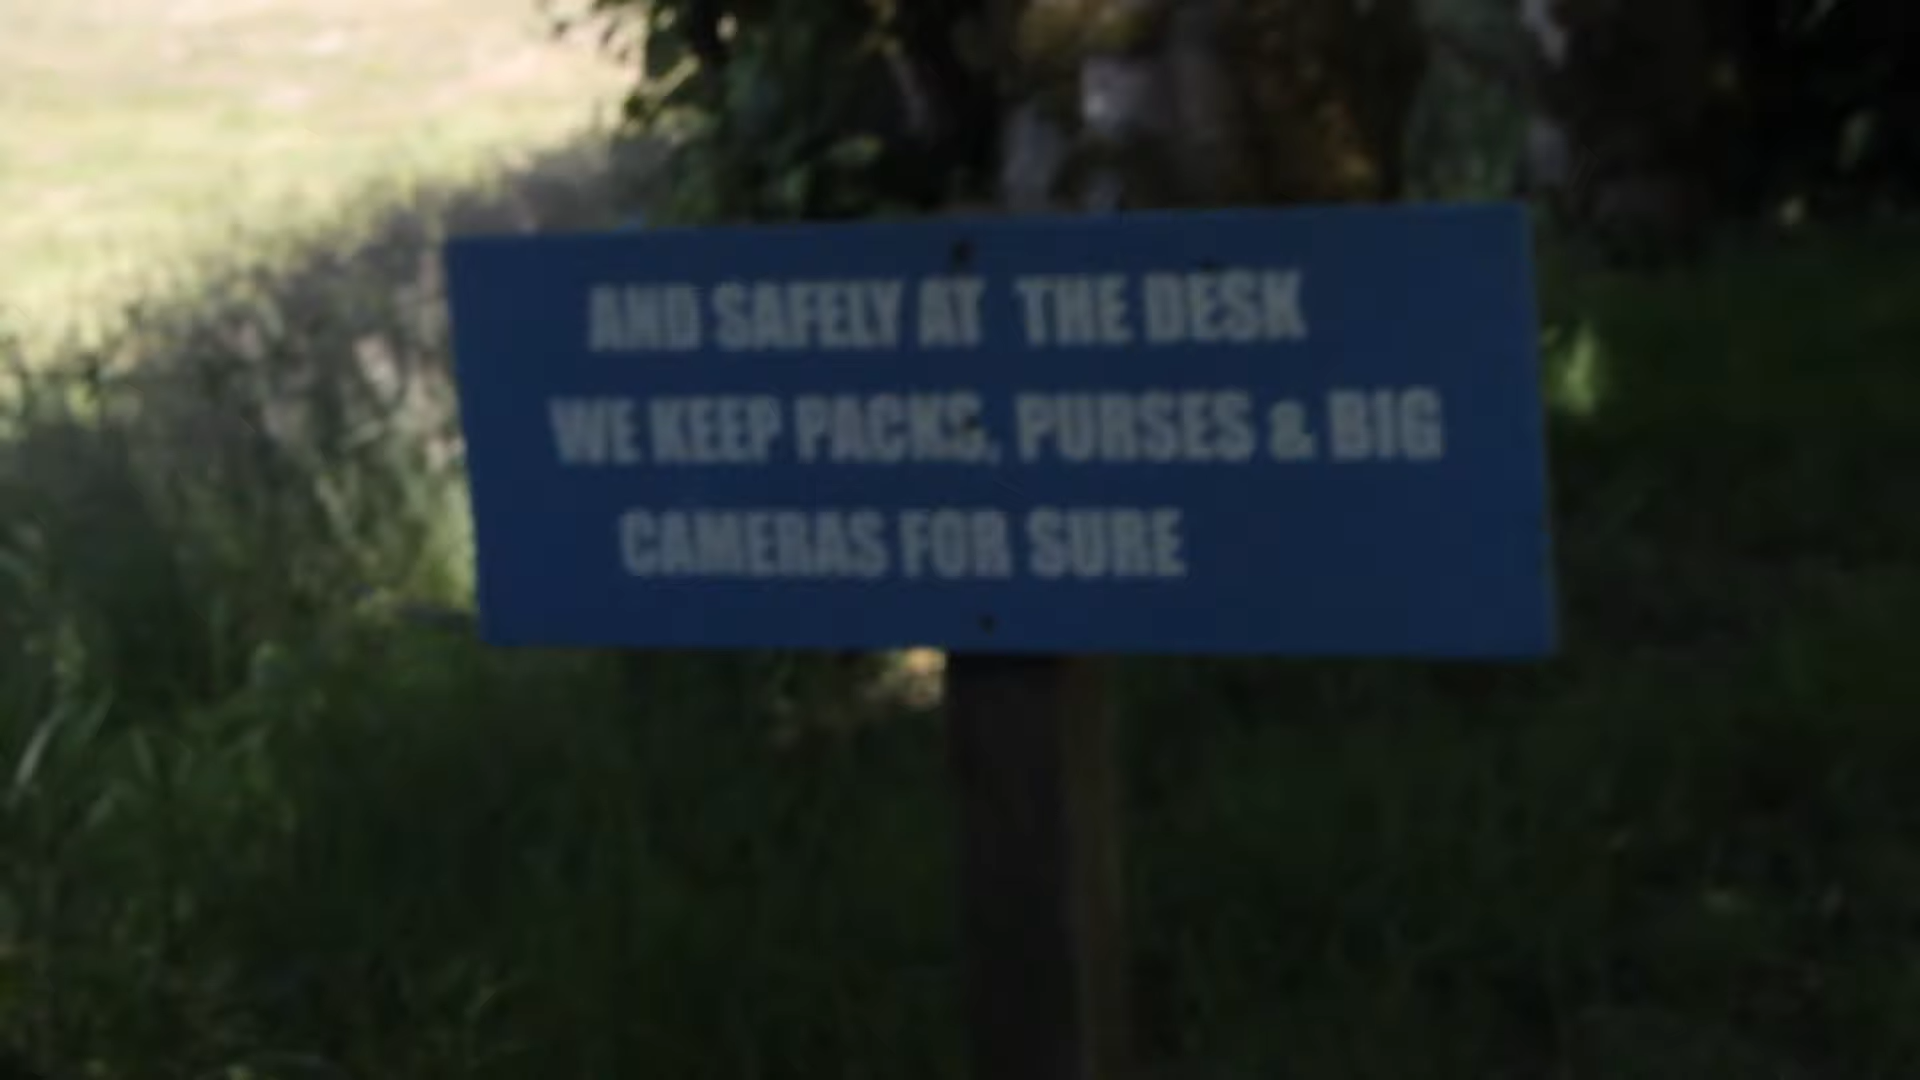 AND SAFELY AT THE DESK
WE KEEP PACKS, PURSES & BIG
CAMERAS FOR SURE